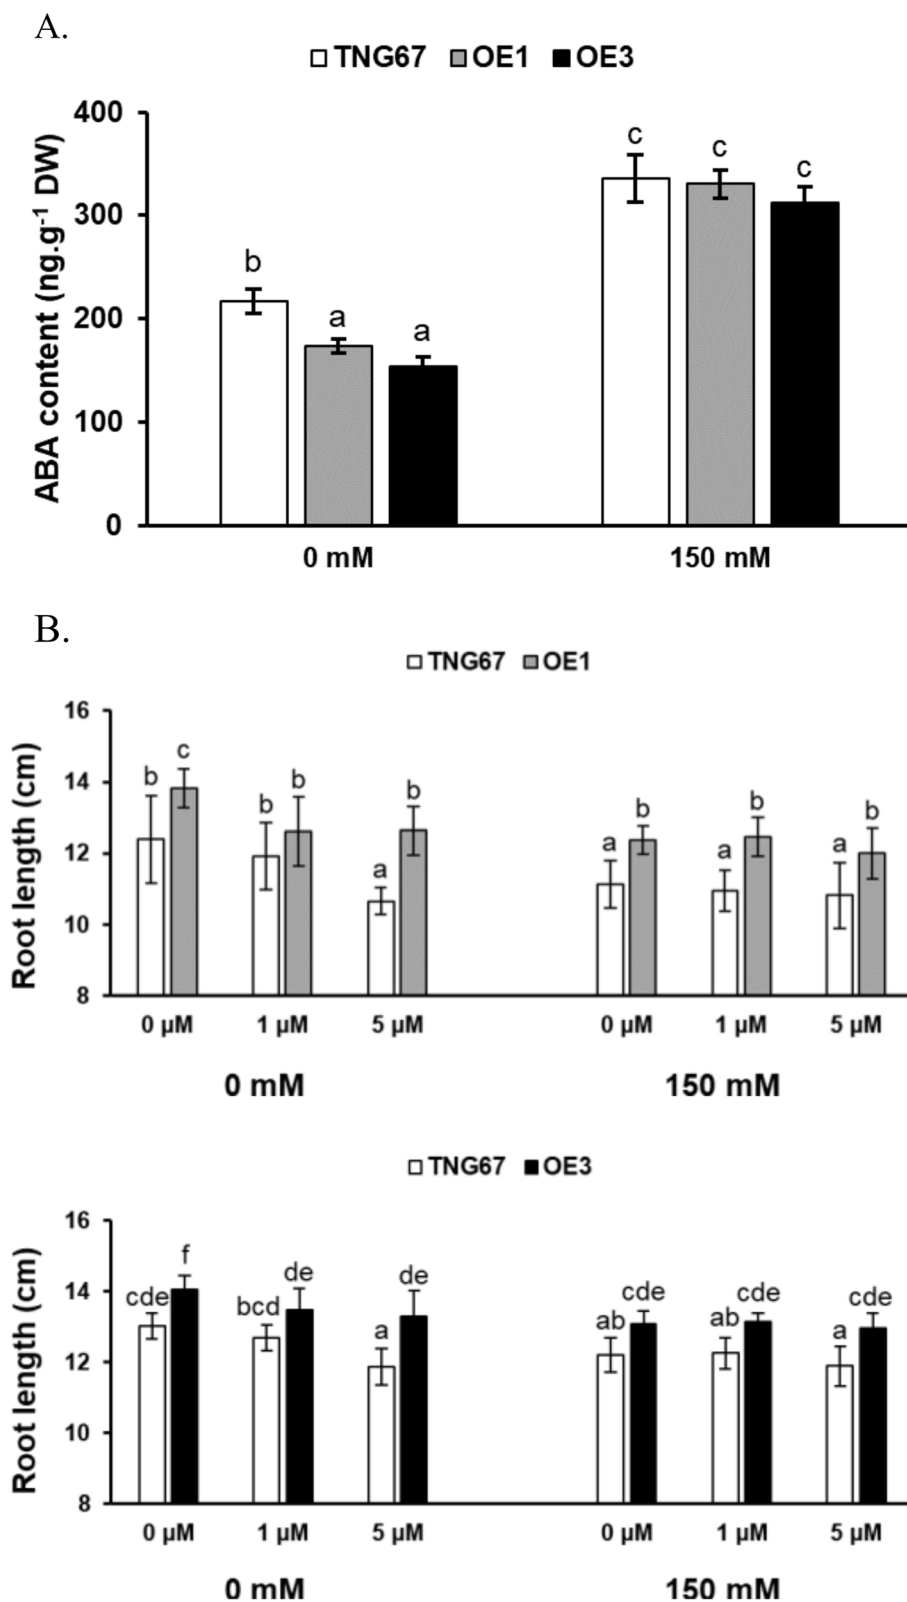 A.
TNG67 OE1 OE3
ABA content (ng.g-1 DW)
400
300
200
100
0
b a a c c c
0 mM 150 mM
B.
TNG67 OE1
Root length (cm)
16
14
12
10
8
b c b b a b a b a b a b
0 µM 1 µM 5 µM 0 µM 1 µM 5 µM
0 mM 150 mM
TNG67 OE3
Root length (cm)
16
14
12
10
8
cde f bcd de a de ab cde ab cde a cde
0 µM 1 µM 5 µM 0 µM 1 µM 5 µM
0 mM 150 mM